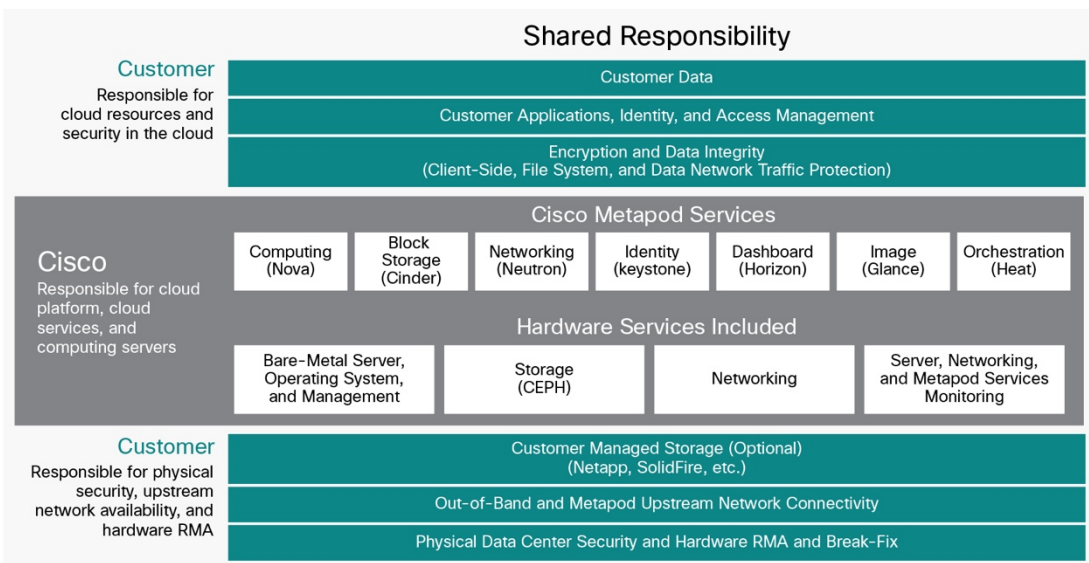 Shared Responsibility
Customer
Responsible for
cloud resources and
security in the cloud
Customer Data
Customer Applications, Identity, and Access Management
Encryption and Data Integrity
(Client-Side, File System, and Data Network Traffic Protection)
Cisco
Responsible for cloud
platform, cloud
services, and
computing servers
Cisco Metapod Services
Computing
(Nova)
Block
Storage
(Cinder)
Networking
(Neutron)
Identity
(keystone)
Dashboard
(Horizon)
Image
(Glance)
Orchestration
(Heat)
Hardware Services Included
Bare-Metal Server,
Operating System,
and Management
Storage
(CEPH)
Networking
Server, Networking,
and Metapod Services
Monitoring
Customer
Responsible for physical
security, upstream
network availability, and
hardware RMA
Customer Managed Storage (Optional)
(Netapp, SolidFire, etc.)
Out-of-Band and Metapod Upstream Network Connectivity
Physical Data Center Security and Hardware RMA and Break-Fix